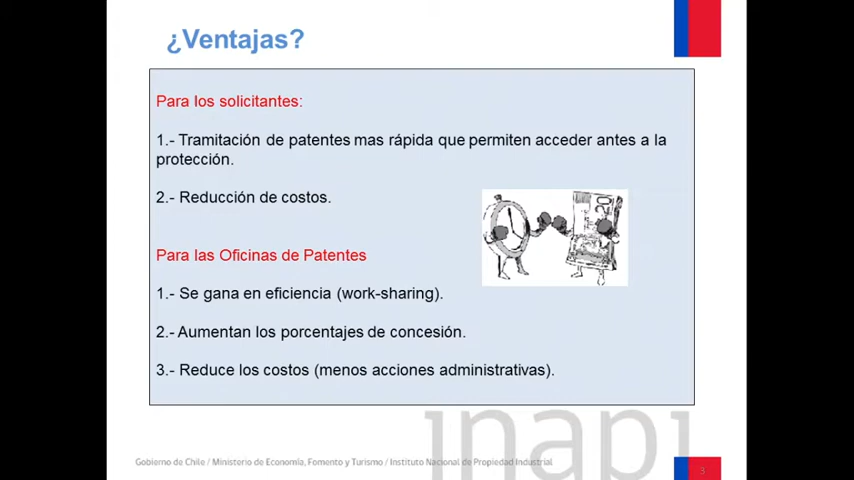 ¿Ventajas?
Para los solicitantes:
1.- Tramitación de patentes mas rápida que permiten acceder antes a la
protección.
2.- Reducción de costos.
20
Para las Oficinas de Patentes
1.- Se gana en eficiencia (work-sharing).
2.- Aumentan los porcentajes de concesión.
3.- Reduce los costos (menos acciones administrativas).
inapi
Gobierno de Chile / Ministerio de Economía, Fomento y Turismo / Instituto Nacional de Propiedad Industrial
3